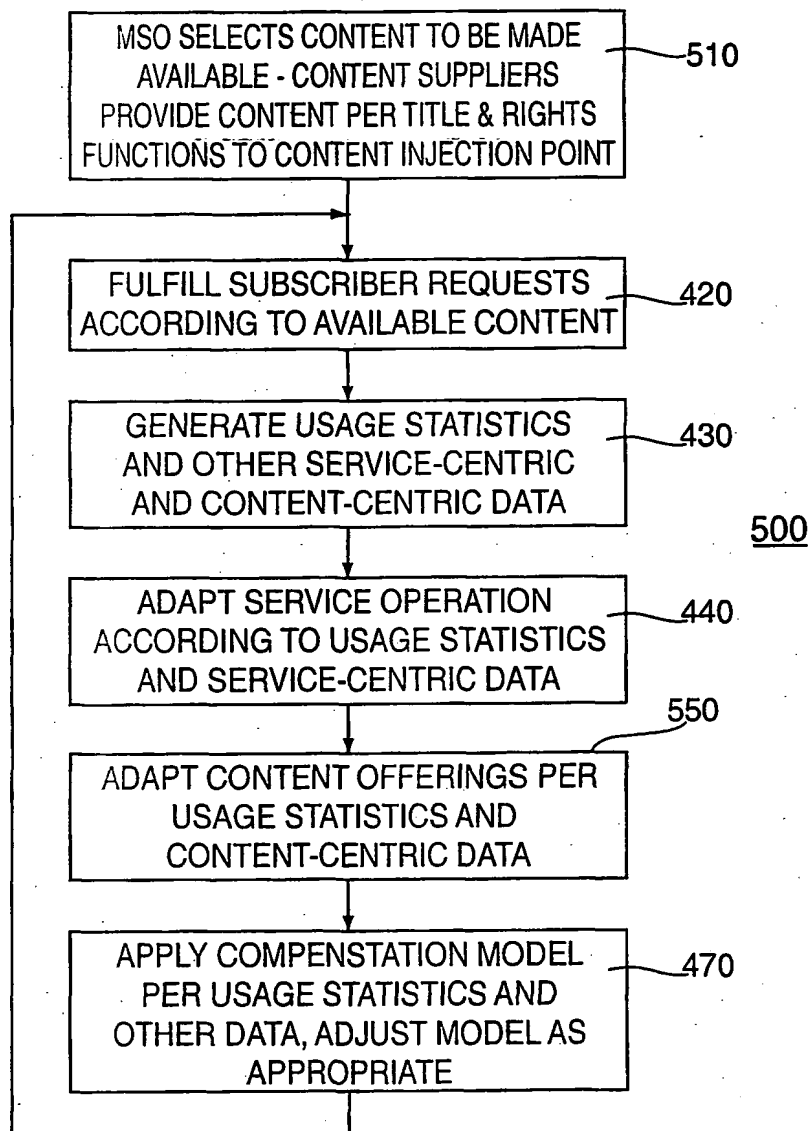 MSO SELECTS CONTENT TO BE MADE
AVAILABLE - CONTENT SUPPLIERS
PROVIDE CONTENT PER TITLE & RIGHTS
FUNCTIONS TO CONTENT INJECTION POINT
510
FULFILL SUBSCRIBER REQUESTS
ACCORDING TO AVAILABLE CONTENT
420
GENERATE USAGE STATISTICS
AND OTHER SERVICE-CENTRIC
AND CONTENT-CENTRIC DATA
430
500
ADAPT SERVICE OPERATION
ACCORDING TO USAGE STATISTICS
AND SERVICE-CENTRIC DATA
440
550
ADAPT CONTENT OFFERINGS PER
USAGE STATISTICS AND
CONTENT-CENTRIC DATA
APPLY COMPENSTATION MODEL
PER USAGE STATISTICS AND
OTHER DATA, ADJUST MODEL AS
APPROPRIATE
470